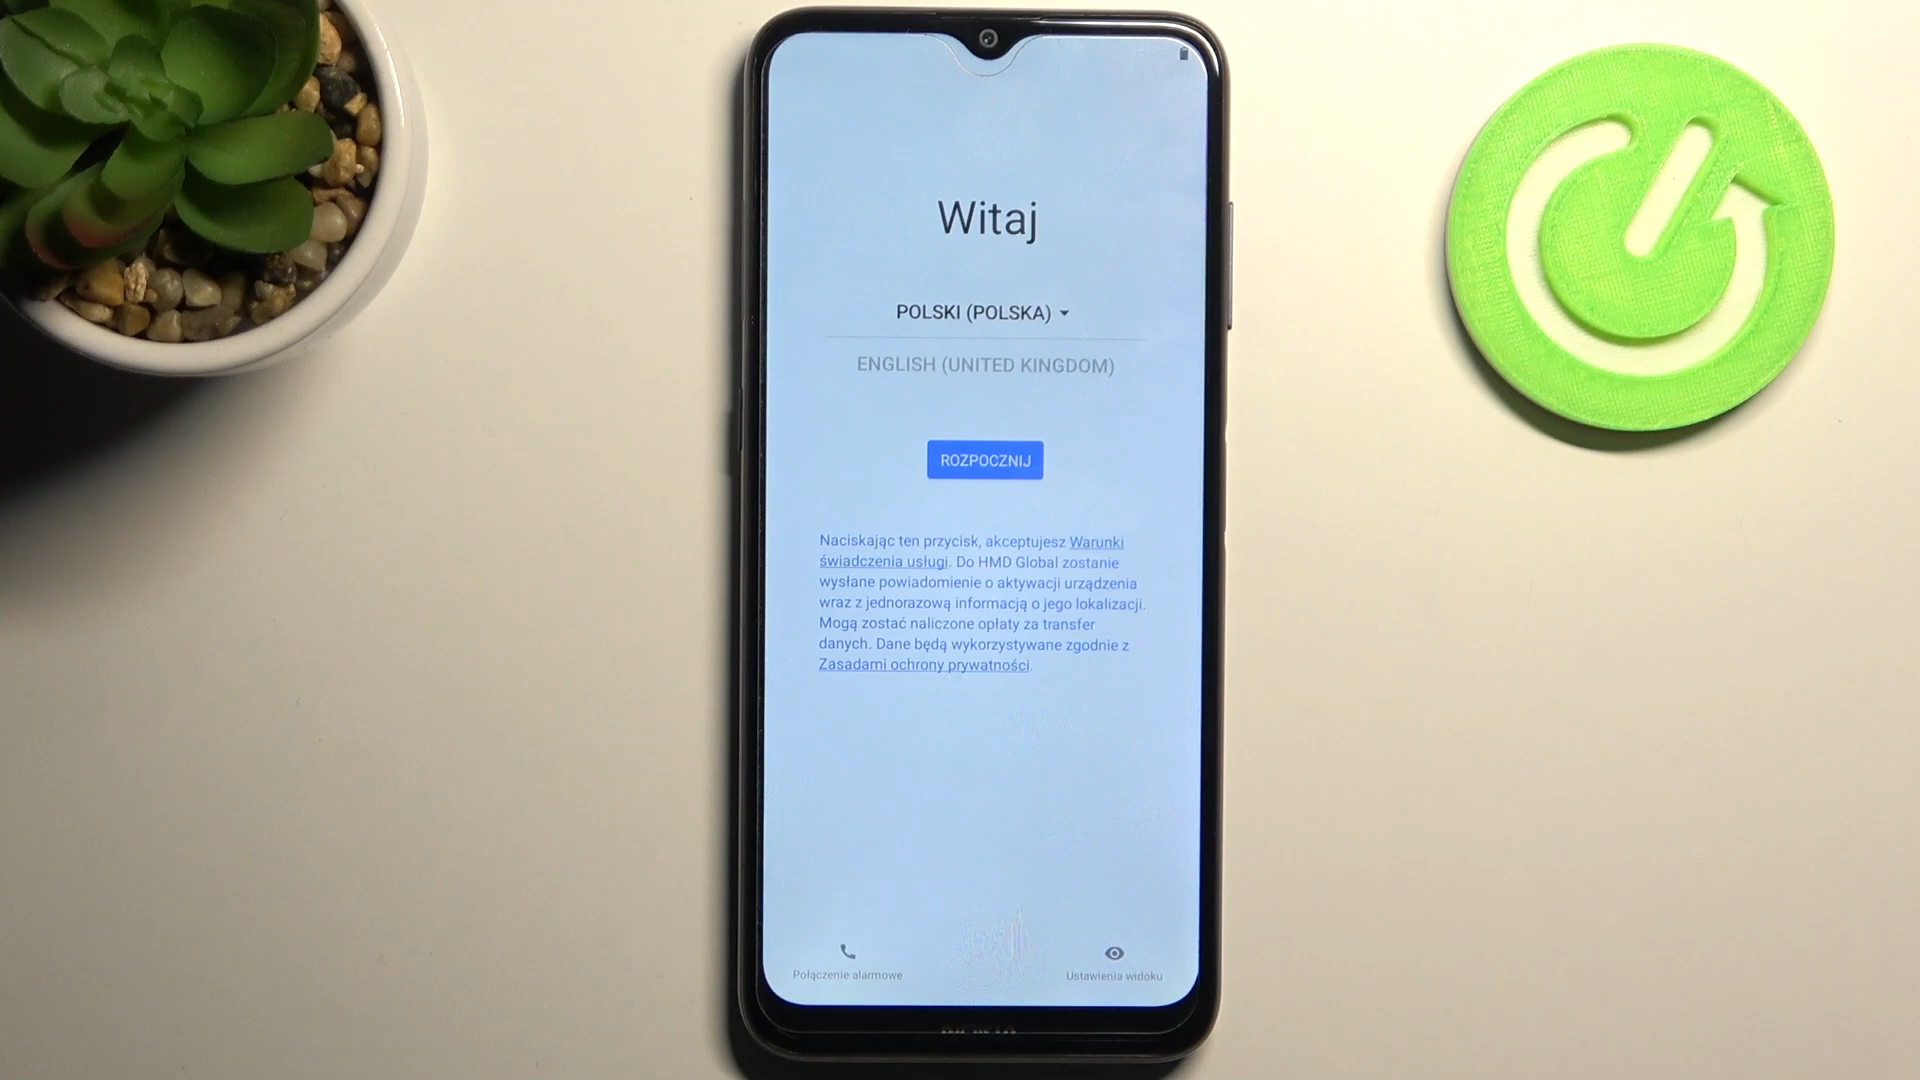 Witaj
POLSKI (POLSKA)
ENGLISH (UNITED KINGDOM)
ROZPOCZNIJ
Naciskając ten przycisk, akceptujesz Warunki
świadczenia usługi. Do HMD Global zostanie
wysłane powiadomienie o aktywacji urządzenia
wraz z jednorazową informacją o jego lokalizacji.
Mogą zostać naliczone opłaty za transfer
danych. Dane będą wykorzystywane zgodnie z
Zasadami ochrony prywatności.
Połączenie alarmowe
Ustawienia widoku